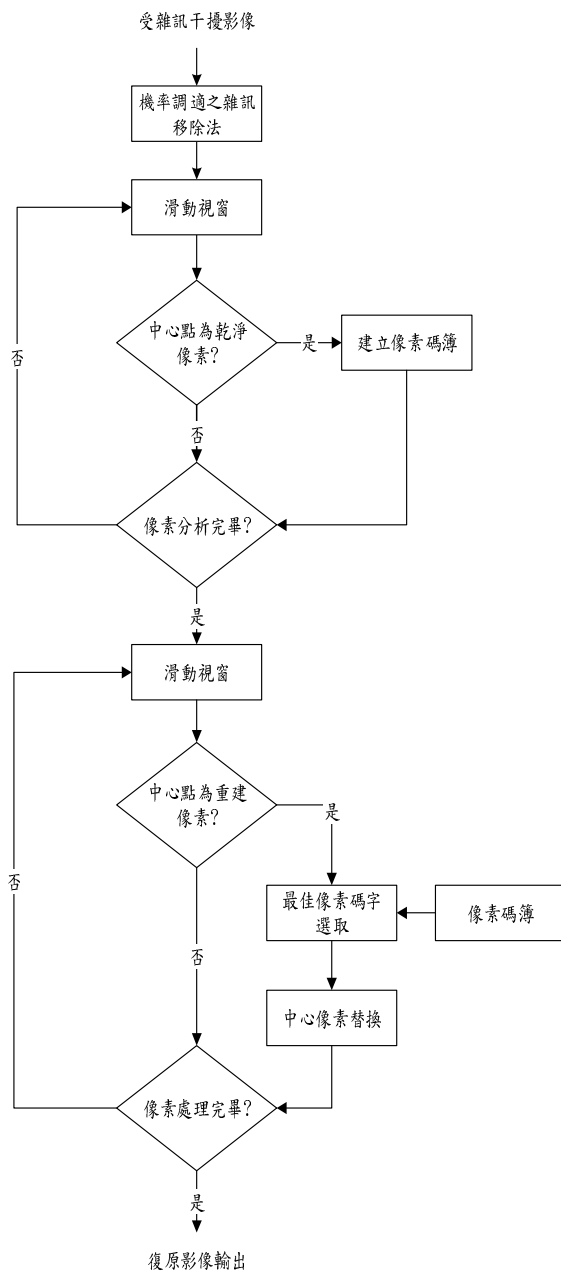 受雜訊干擾影像
機率調適之雜訊
移除法
滑動視窗
中心點為乾淨
像素?
是
建立像素碼簿
否
否
像素分析完畢?
是
滑動視窗
中心點為重建
像素?
是
否
最佳像素碼字
選取
像素碼簿
否
中心像素替換
像素處理完畢?
是
復原影像輸出